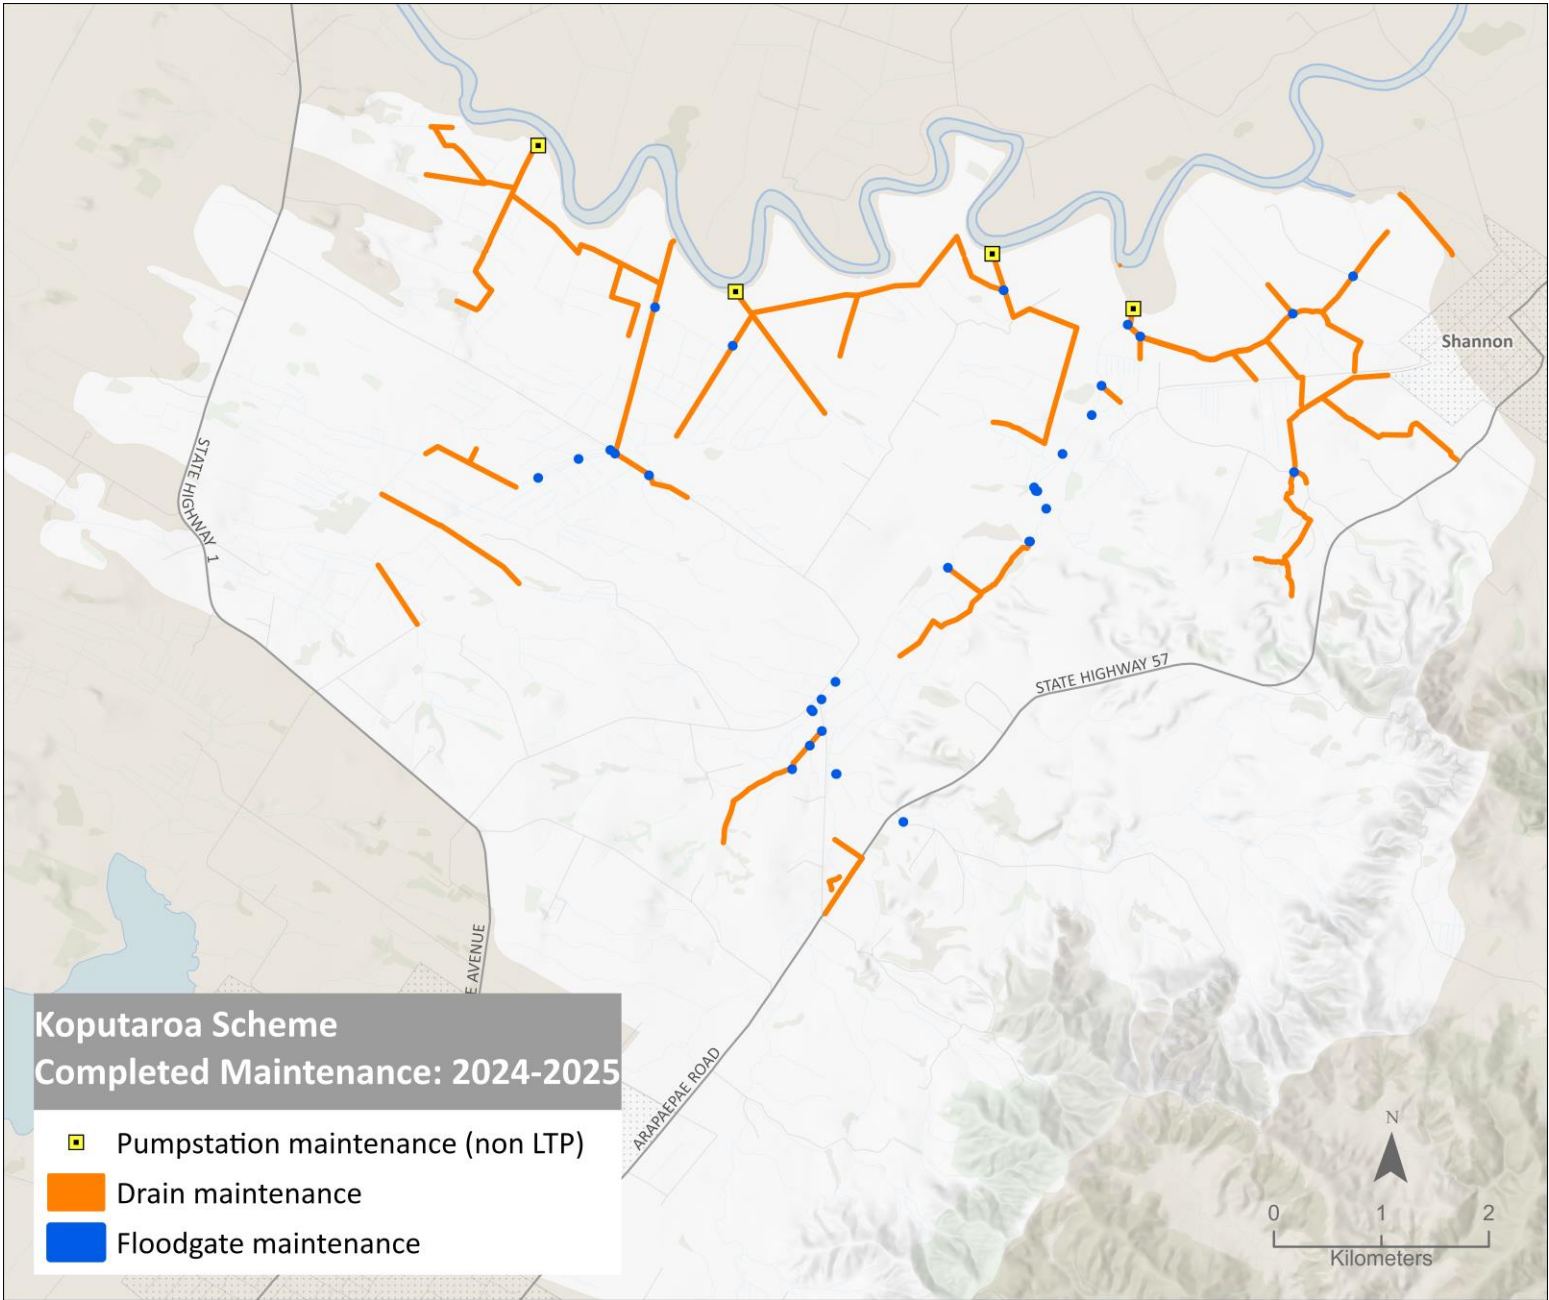 Shannon
STATE HIGHWAY 1
STATE HIGHWAY 57
E AVENUE
ARAPAEPAE ROAD
Koputaroa Scheme
Completed Maintenance: 2024-2025
Pumpstation maintenance (non LTP)
Drain maintenance
Floodgate maintenance
N
0 1 2
Kilometers